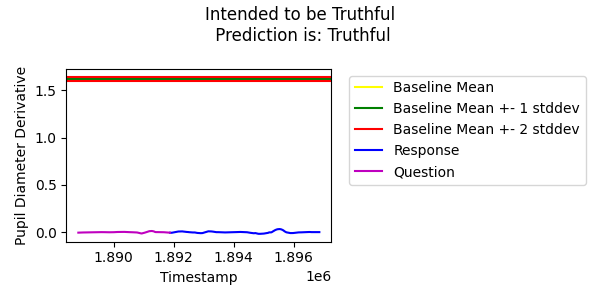 Intended to be Truthful
Prediction is: Truthful
Pupil Diameter Derivative
1.5
1.0
0.5
0.0
1.890
1.892
1.894
1.896
1e6
Timestamp
Baseline Mean
Baseline Mean +- 1 stddev
Baseline Mean +- 2 stddev
Response
Question